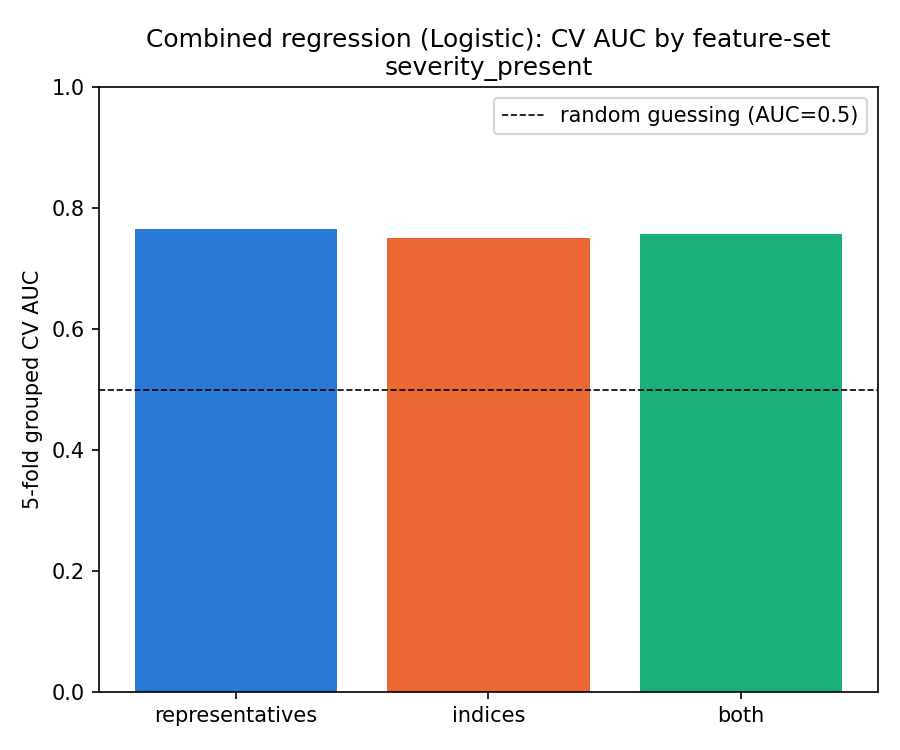 Combined regression (Logistic): CV AUC by feature-set
severity_present
random guessing (AUC=0.5)
5-fold grouped CV AUC
1.0
0.8
0.6
0.4
0.2
0.0
representatives
indices
both